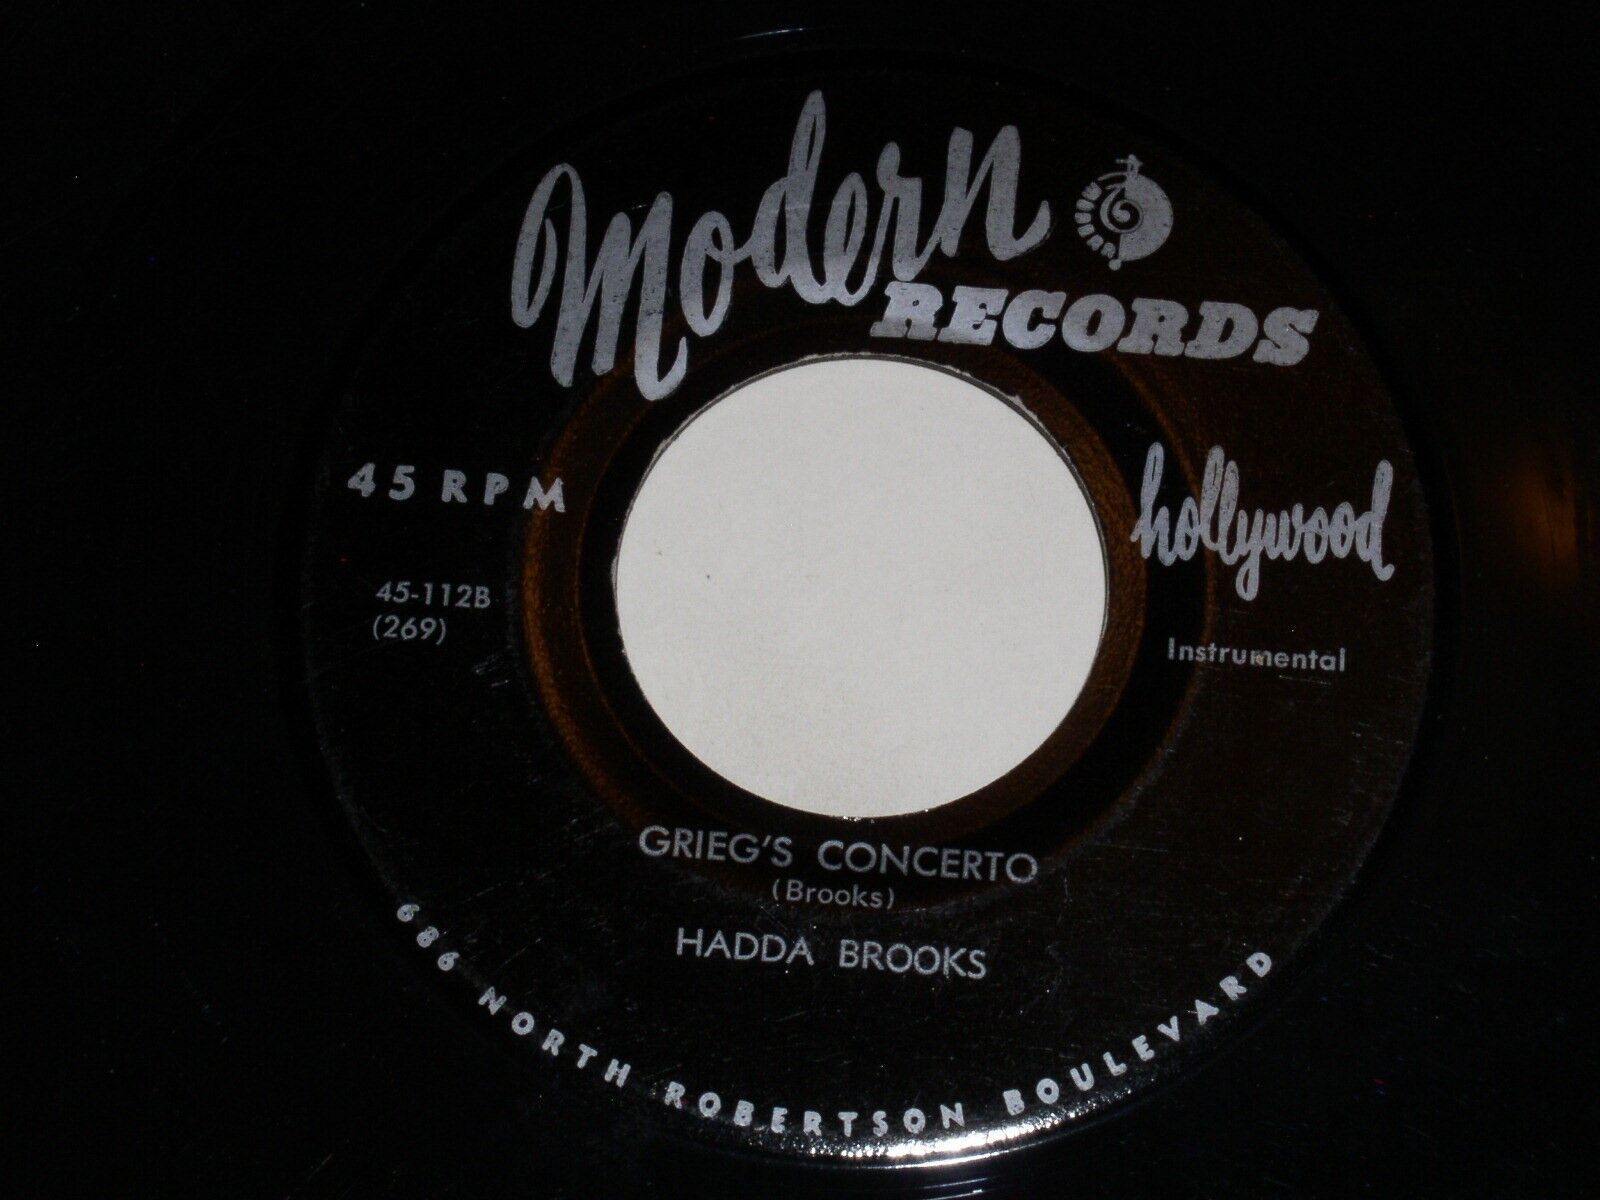 Modern
RECORDS
45 RPM
hollywood
45-112B
(269)
Instrumental
GRIEG'S CONCERTO
(Brooks)
HADDA BROOKS
686 NORTH ROBERTSON BOULEVARD